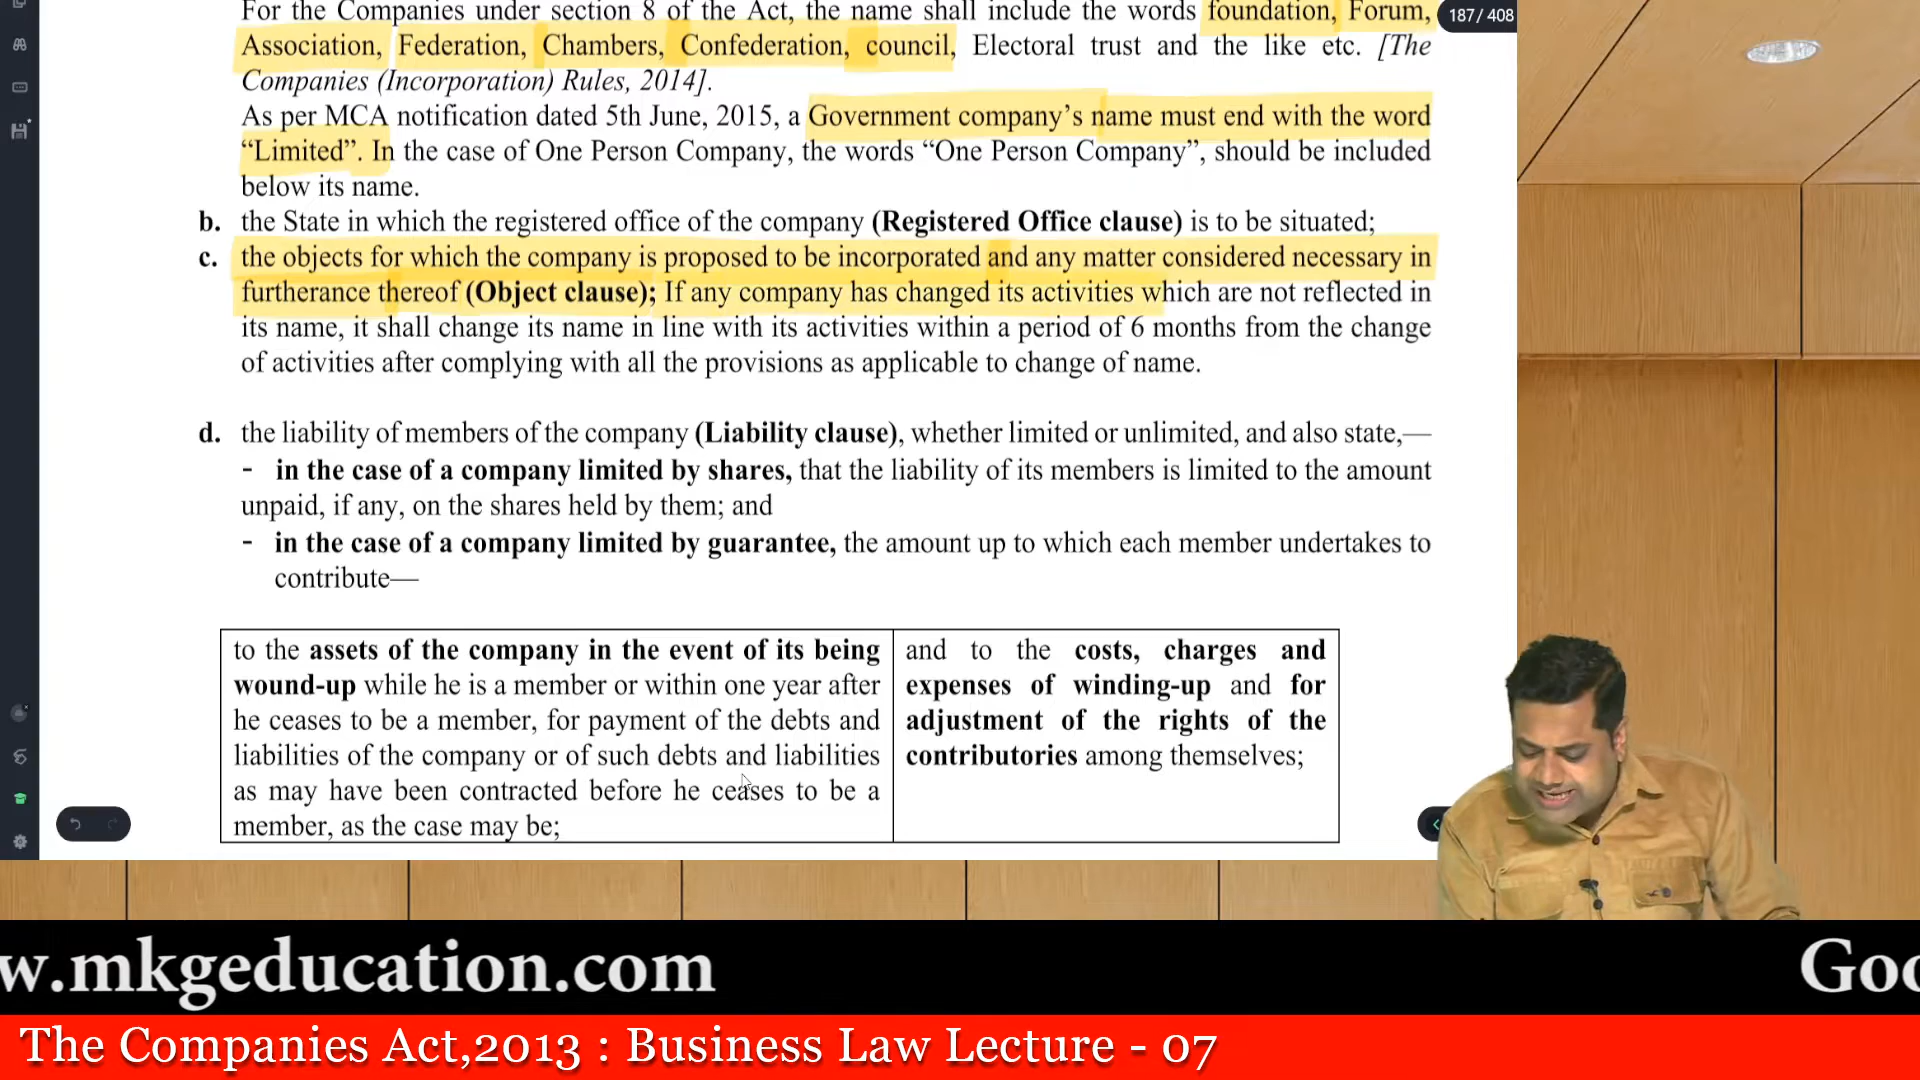 For the Companies under section 8 of the Act, the name shall include the words foundation, Forum,
187/ 408
Association, Federation, Chambers, Confederation, council, Electoral trust and the like etc. [The
Companies (Incorporation) Rules, 2014].
As per MCA notification dated 5th June, 2015, a Government company’s name must end with the word
“Limited”. In the case of One Person Company, the words “One Person Company”, should be included
below its name.
b. the State in which the registered office of the company (Registered Office clause) is to be situated;
c. the objects for which the company is proposed to be incorporated and any matter considered necessary in
furtherance thereof (Object clause); If any company has changed its activities which are not reflected in
its name, it shall change its name in line with its activities within a period of 6 months from the change
of activities after complying with all the provisions as applicable to change of name.
d. the liability of members of the company (Liability clause), whether limited or unlimited, and also state,—
- in the case of a company limited by shares, that the liability of its members is limited to the amount
unpaid, if any, on the shares held by them; and
- in the case of a company limited by guarantee, the amount up to which each member undertakes to
contribute—
to the assets of the company in the event of its being
wound-up while he is a member or within one year after
he ceases to be a member, for payment of the debts and
liabilities of the company or of such debts and liabilities
as may have been contracted before he ceases to be a
member, as the case may be;
and to the costs, charges and
expenses of winding-up and for
adjustment of the rights of the
contributories among themselves;
w.mkgeducation.com
Goo
The Companies Act,2013 : Business Law Lecture - 07